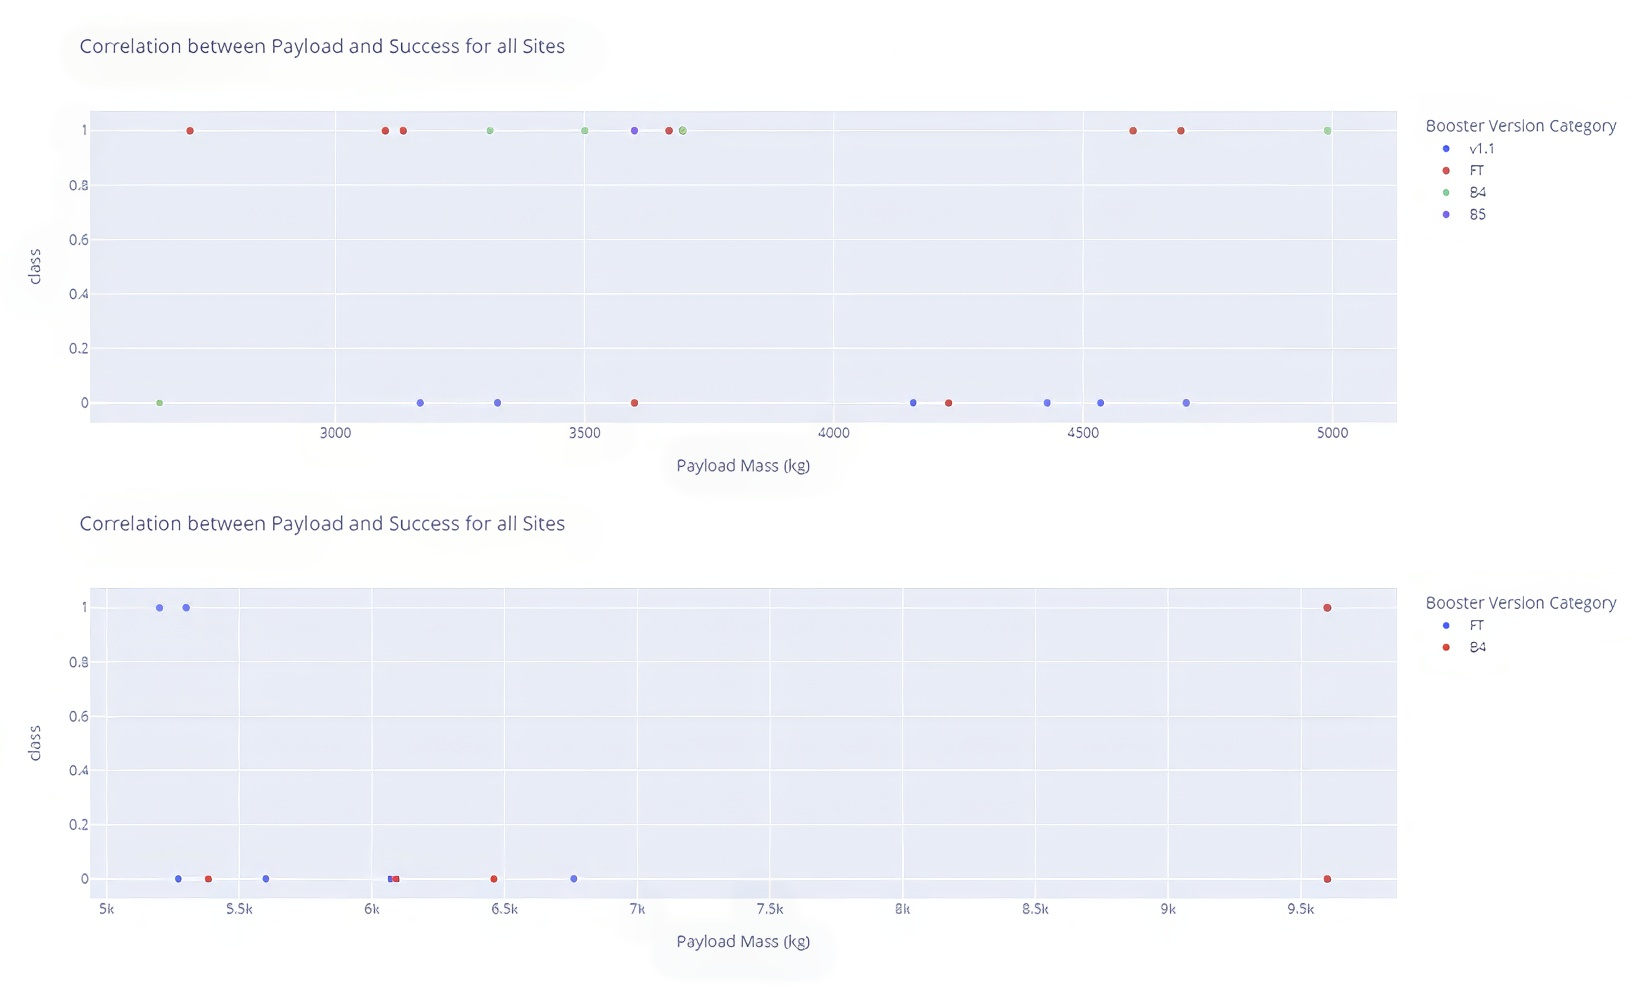 Correlation between Payload and Success for all Sites
Booster Version Category
v1.1
FT
B4
B5
1
0.8
0.6
0.4
0.2
0
class
3000 3500 4000 4500 5000
Payload Mass (kg)
Correlation between Payload and Success for all Sites
Booster Version Category
FT
B4
1
0.8
0.6
0.4
0.2
0
class
5k 5.5k 6k 6.5k 7k 7.5k 8k 8.5k 9k 9.5k
Payload Mass (kg)